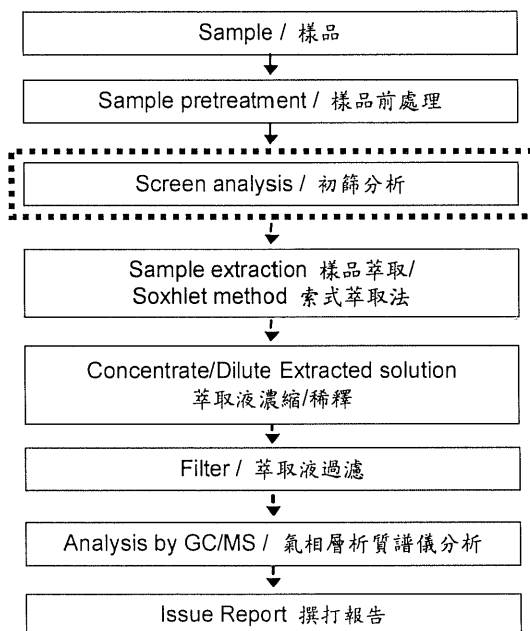 Sample / 樣品
Sample pretreatment / 樣品前處理
Screen analysis / 初篩分析
Sample extraction 樣品萃取/
Soxhlet method 索式萃取法
Concentrate/Dilute Extracted solution
萃取液濃縮/稀釋
Filter / 萃取液過濾
Analysis by GC/MS / 氣相層析質譜儀分析
Issue Report 撰打報告